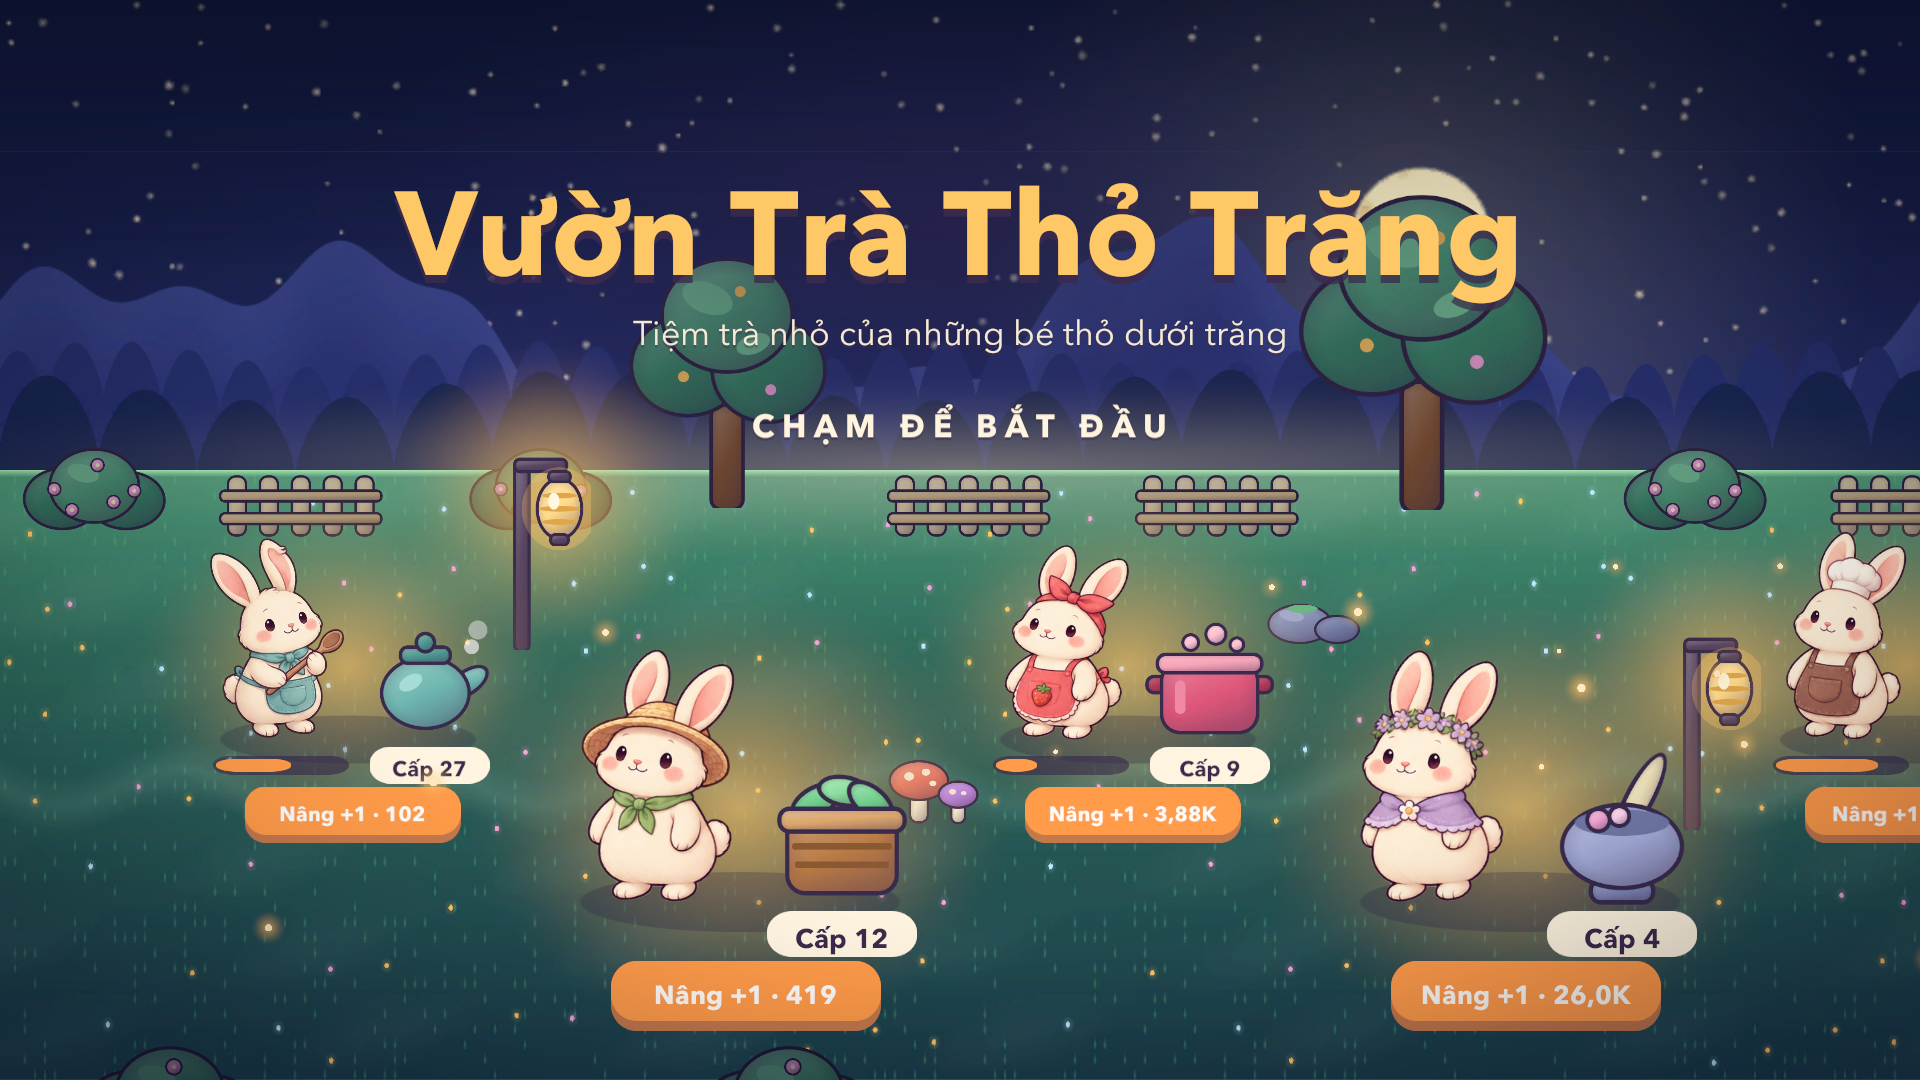 Vườn Trà Thỏ Trăng
Tiệm trà nhỏ của những bé thỏ dưới trăng
CHẠM ĐỂ BẮT ĐẦU
Cấp 27
Nâng +1 · 102
Cấp 9
Nâng +1 · 3,88K
Nâng +1
Cấp 12
Nâng +1 · 419
Cấp 4
Nâng +1 · 26,0K